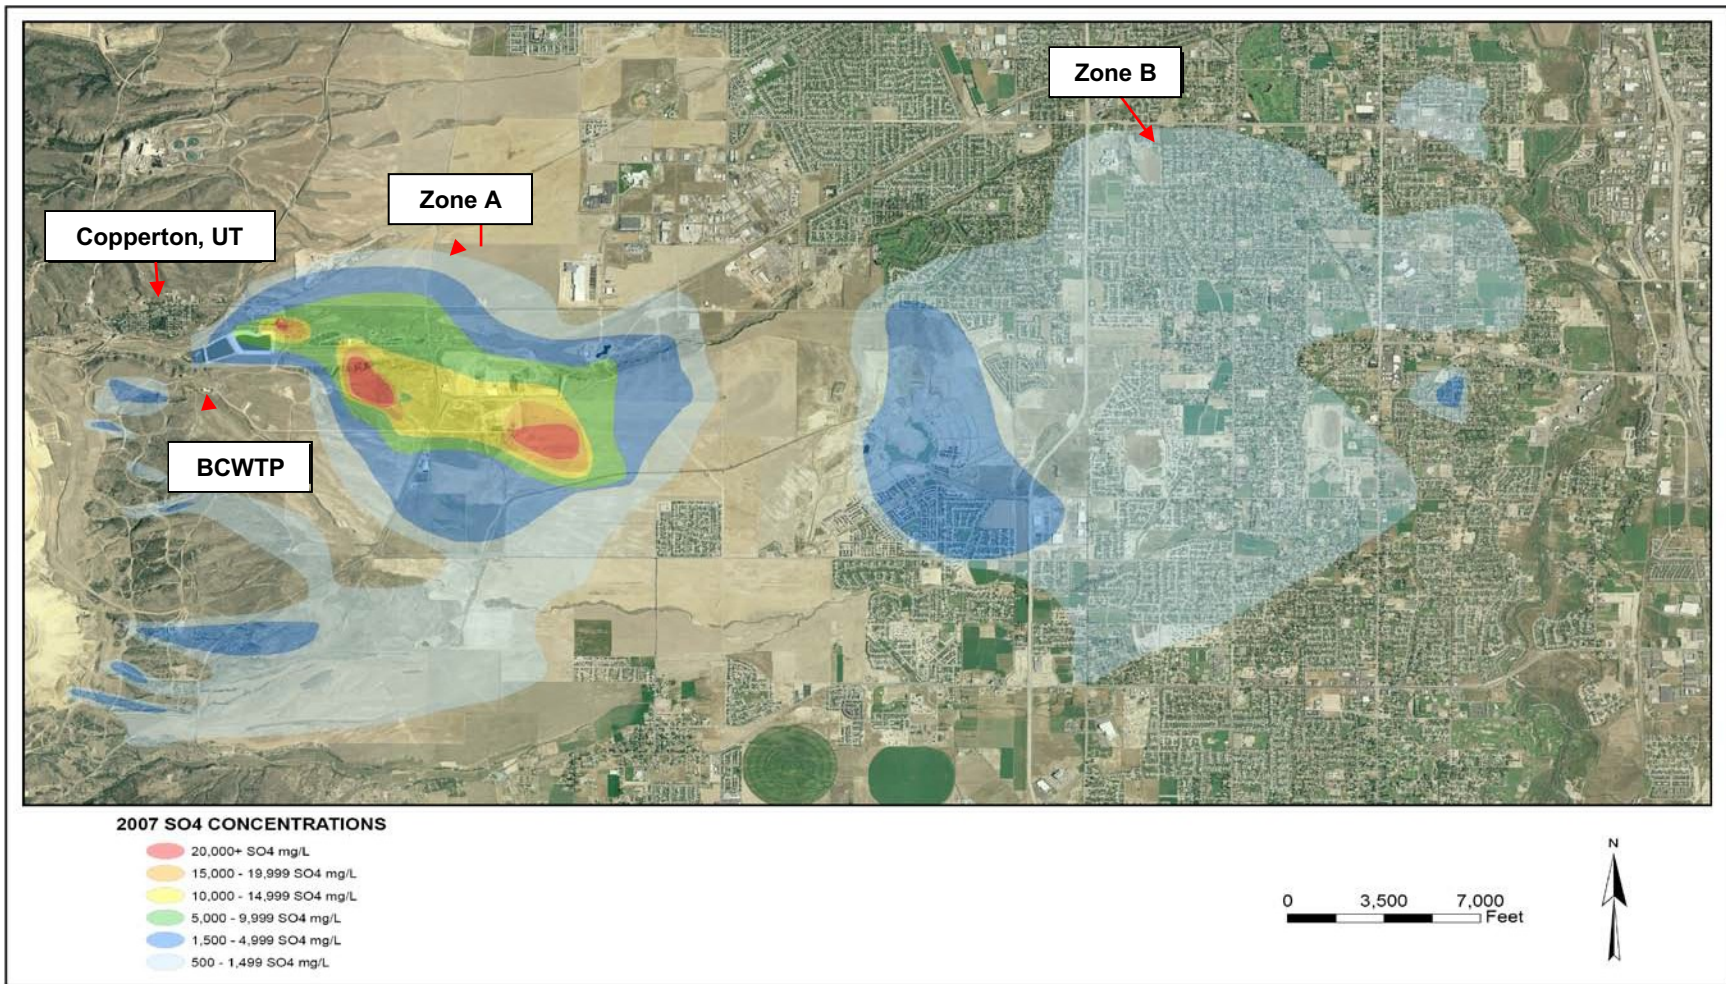 Zone B
Zone A
Copperton, UT
BCWTP
2007 SO4 CONCENTRATIONS
20,000+ SO4 mg/L
15,000 - 19,999 SO4 mg/L
10,000 - 14,999 SO4 mg/L
5,000 - 9,999 SO4 mg/L
1,500 - 4,999 SO4 mg/L
500 - 1,499 SO4 mg/L
0 3,500 7,000
Feet
N